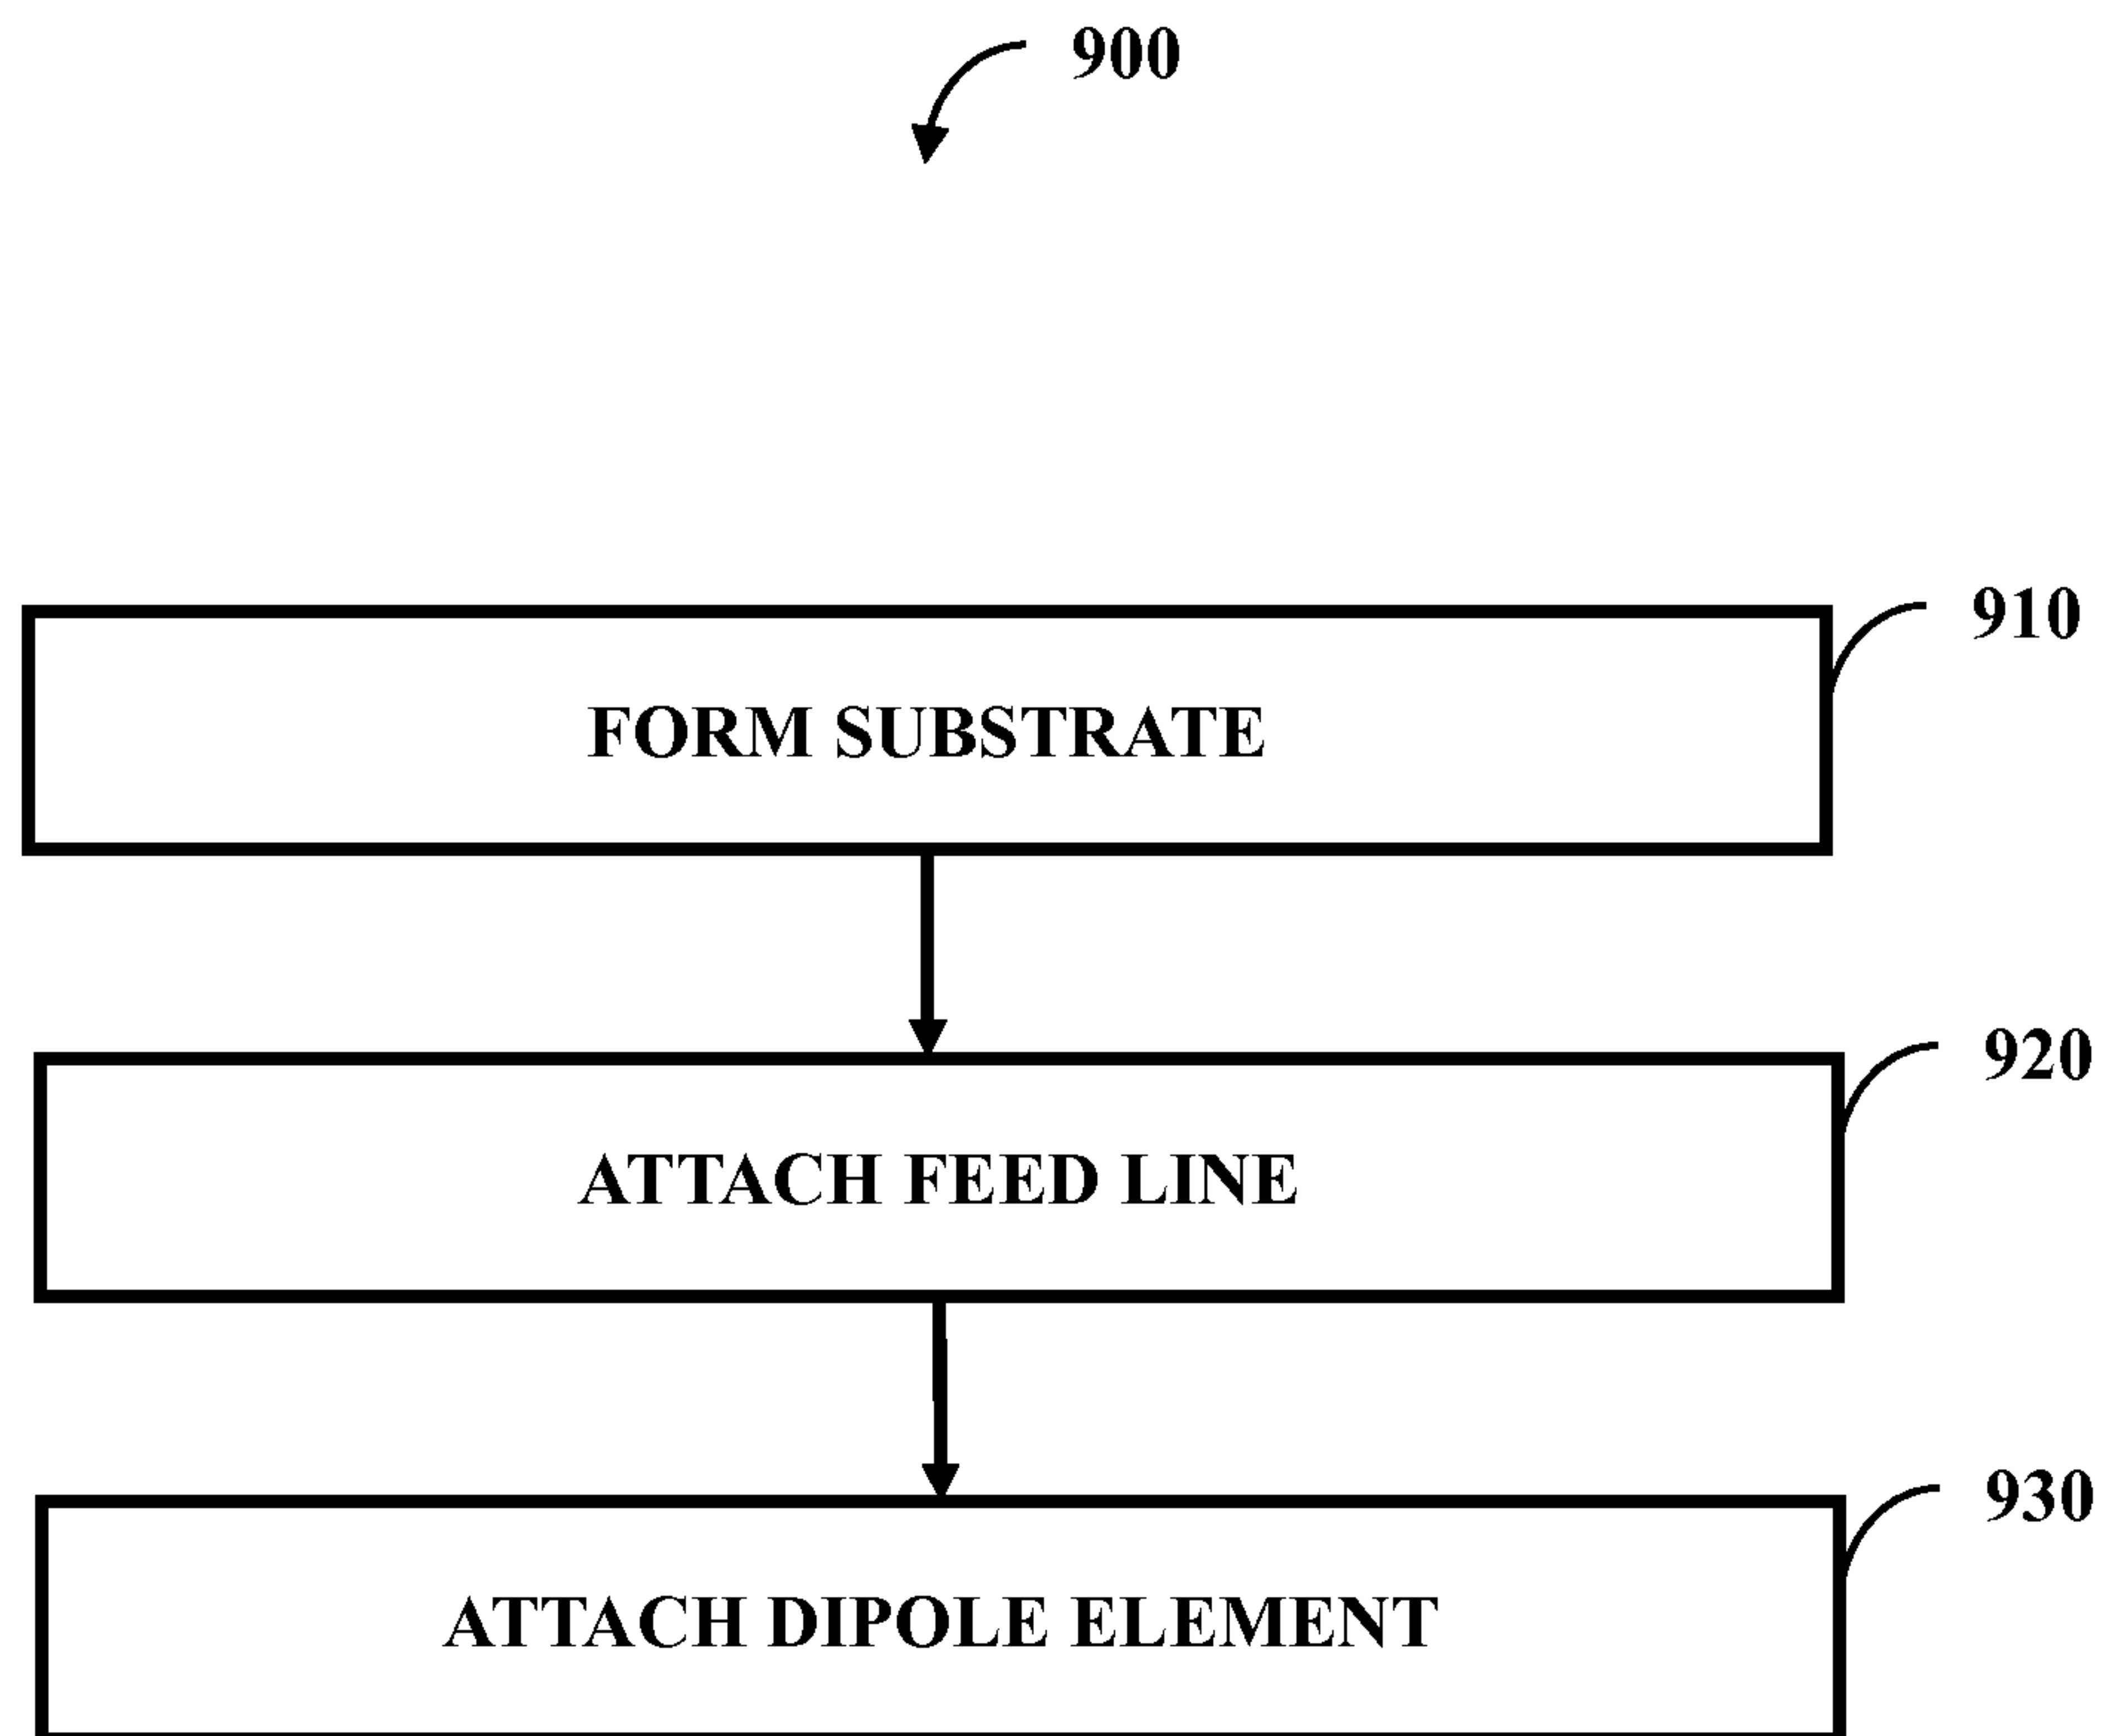 900
910
FORM SUBSTRATE
920
ATTACH FEED LINE
930
ATTACH DIPOLE ELEMENT